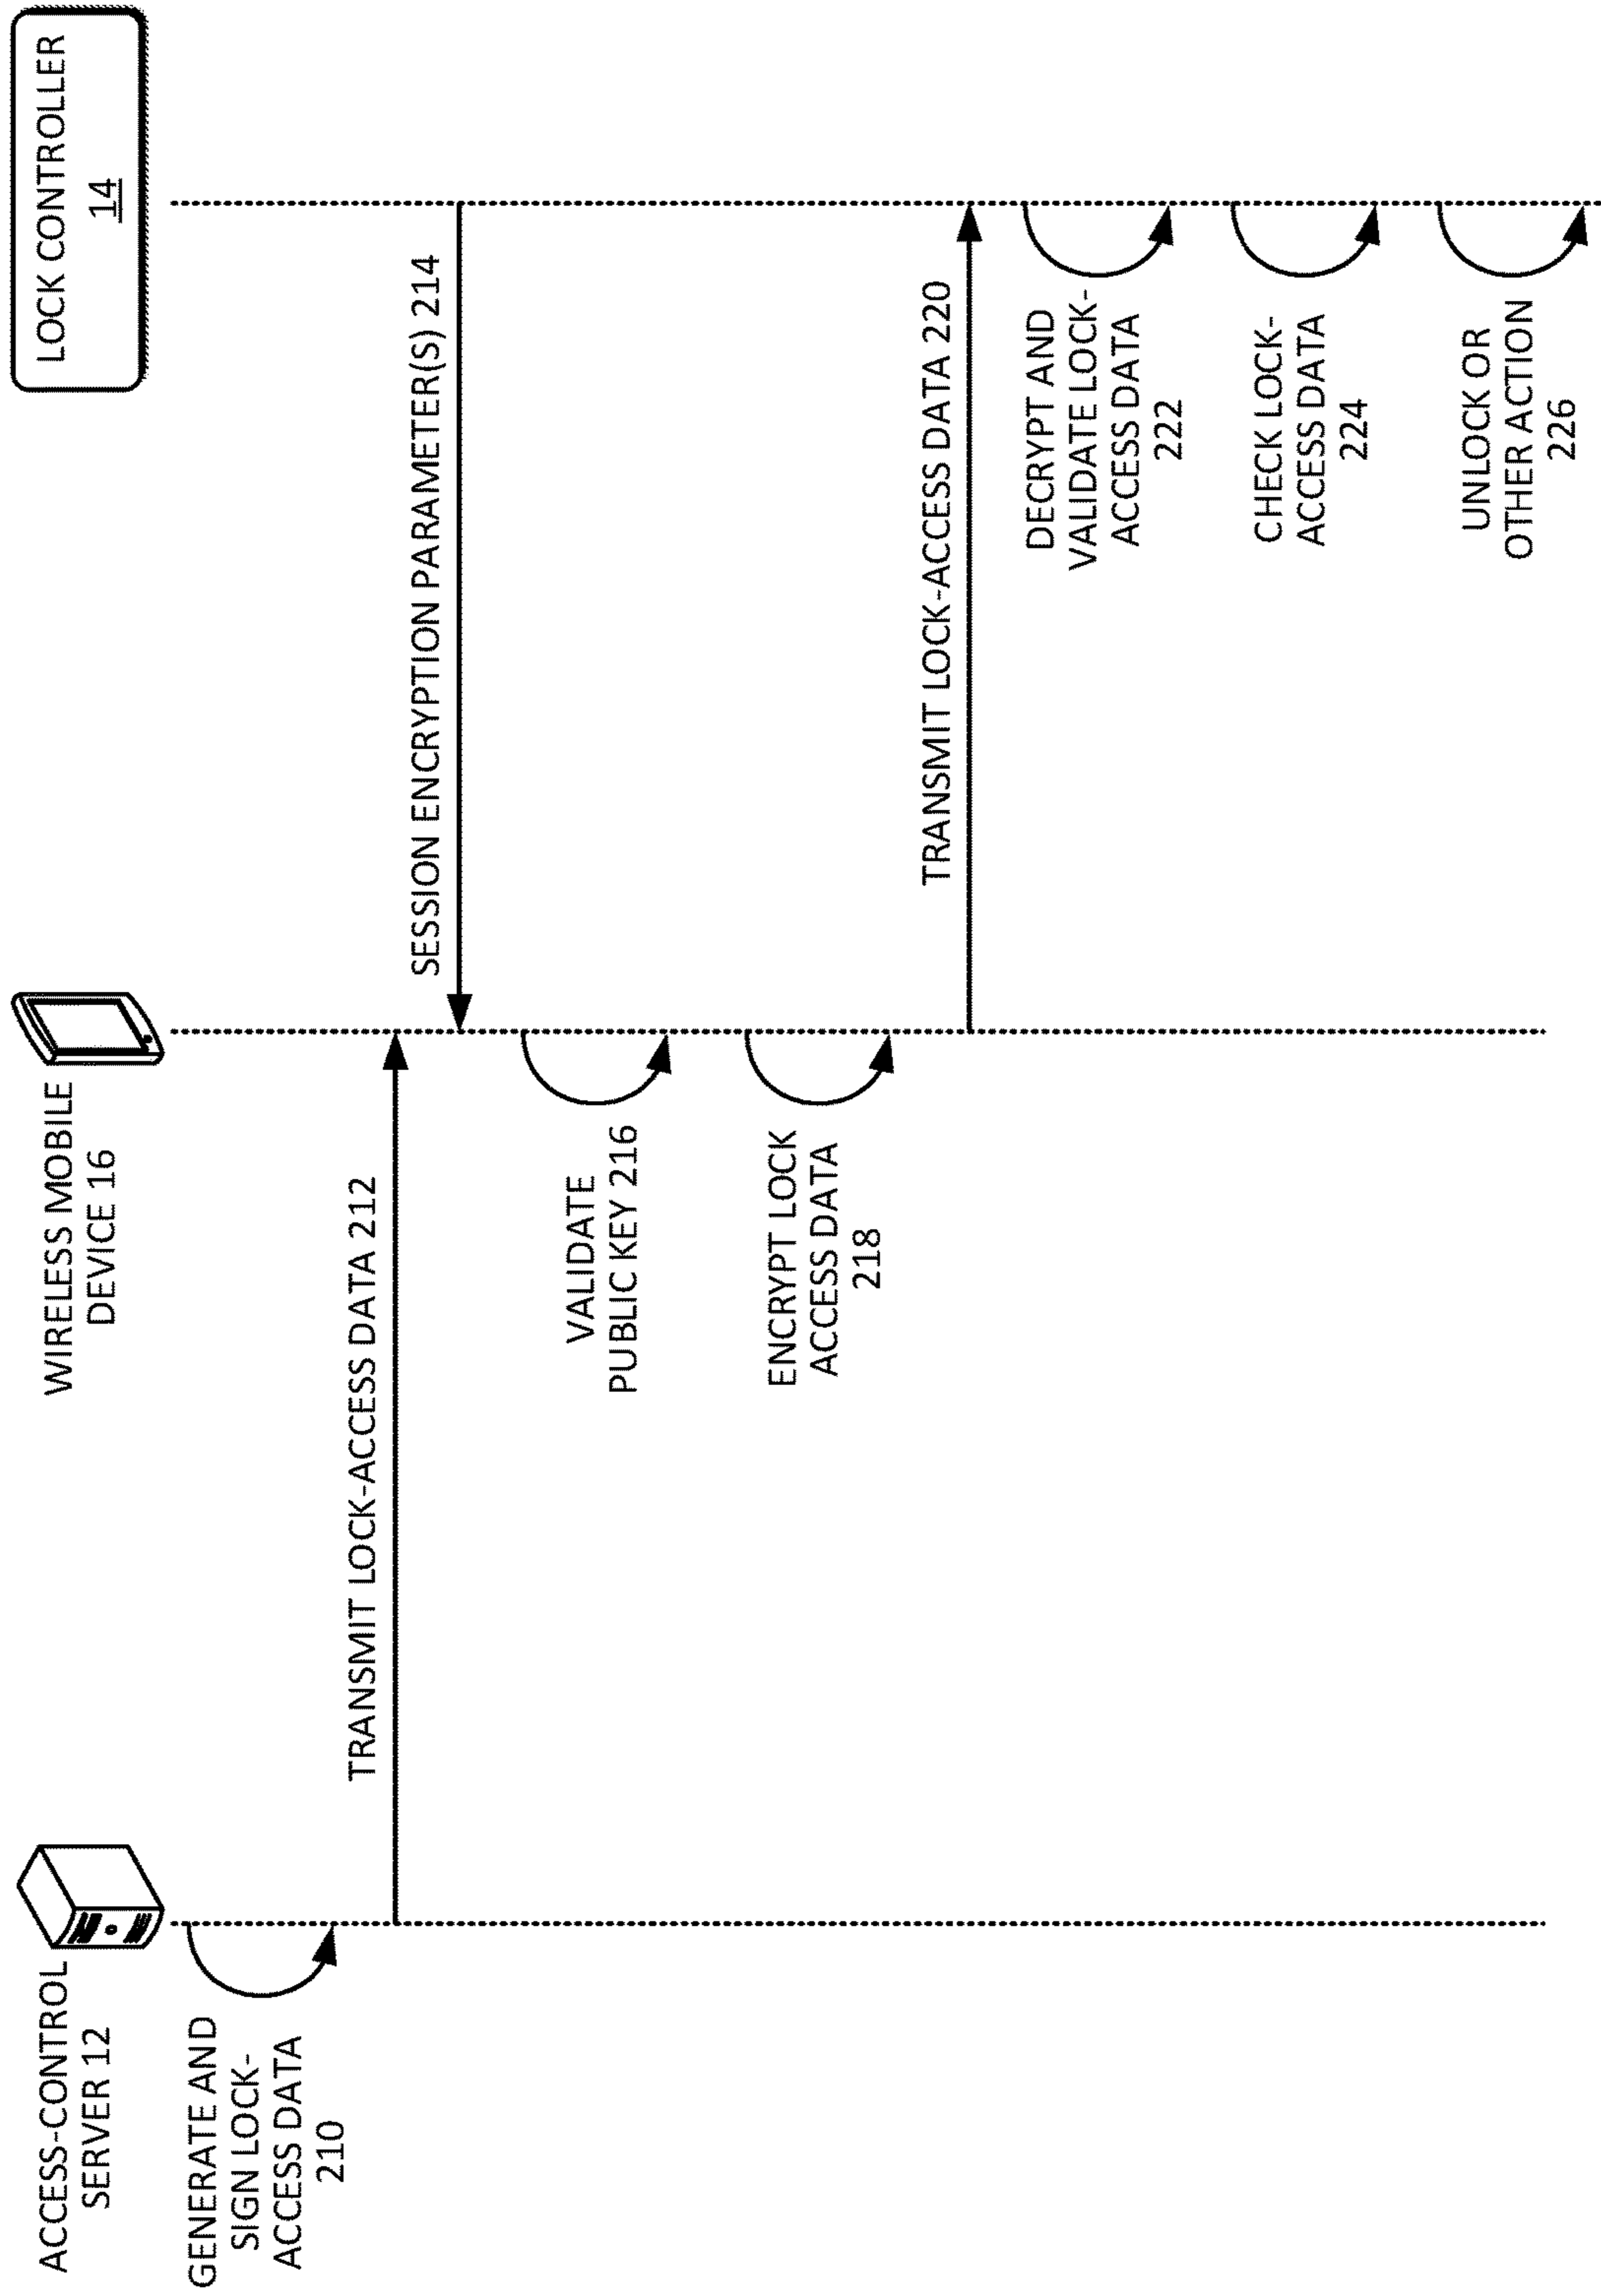 ACCESS-CONTROL
SERVER 12
WIRELESS MOBILE
DEVICE 16
LOCK CONTROLLER
14
GENERATE AND
SIGN LOCK-
ACCESS DATA
210
TRANSMIT LOCK-ACCESS DATA 212
SESSION ENCRYPTION PARAMETER(S) 214
VALIDATE
PUBLIC KEY 216
ENCRYPT LOCK
ACCESS DATA
218
TRANSMIT LOCK-ACCESS DATA 220
DECRYPT AND
VALIDATE LOCK-
ACCESS DATA
222
CHECK LOCK-
ACCESS DATA
224
UNLOCK OR
OTHER ACTION
226